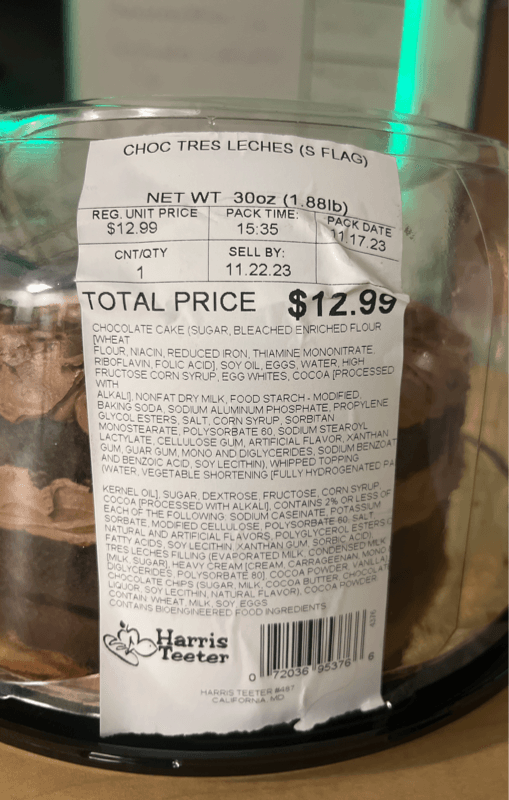 CHOC TRES LECHES (S FLAG)
NET WT 30oz (1.88lb)
REG. UNIT PRICE PACK TIME: PACK DATE
$12.99 15:35 11.17.23
CNT/QTY SELL BY:
1 11.22.23
TOTAL PRICE $12.99
CHOCOLATE CAKE (SUGAR, BLEACHED ENRICHED FLOUR
[WHEAT
FLOUR, NIACIN, REDUCED IRON, THIAMINE MONONITRATE,
RIBOFLAVIN, FOLIC ACID], SOY OIL, EGGS, WATER, HIGH
FRUCTOSE CORN SYRUP, EGG WHITES, COCOA [PROCESSED
WITH
ALKALI], NONFAT DRY MILK, FOOD STARCH - MODIFIED,
BAKING SODA, SODIUM ALUMINUM PHOSPHATE, PROPYLENE
GLYCOL ESTERS, SALT, CORN SYRUP, SORBITAN
MONOSTEARATE, POLYSORBATE 60, SODIUM STEAROYL
LACTYLATE, CELLULOSE GUM, ARTIFICIAL FLAVOR, XANTHAN
GUM, GUAR GUM, MONO AND DIGLYCERIDES, SODIUM BENZOAT
AND BENZOIC ACID, SOY LECITHIN), WHIPPED TOPPING
(WATER, VEGETABLE SHORTENING [FULLY HYDROGENATED PA
KERNEL OIL], SUGAR, DEXTROSE, FRUCTOSE, CORN SYRUP,
COCOA [PROCESSED WITH ALKALI], CONTAINS 2% OR LESS OF
EACH OF THE FOLLOWING: SODIUM CASEINATE, POTASSIUM
SORBATE, MODIFIED CELLULOSE, POLYSORBATE 60, SALT,
NATURAL AND ARTIFICIAL FLAVORS, POLYGLYCEROL ESTERS
FATTY ACIDS, SOY LECITHIN, XANTHAN GUM, SORBIC ACID),
TRES LECHES FILLING (EVAPORATED MILK, CONDENSED MILK
[MILK, SUGAR], HEAVY CREAM [CREAM, CARRAGEENAN, MONO
DIGLYCERIDES, POLYSORBATE 80], COCOA POWDER, VANILLA
CHOCOLATE CHIPS (SUGAR, MILK, COCOA BUTTER, CHOCOLAT
LIQUOR, SOY LECITHIN, NATURAL FLAVOR), COCOA POWDER
CONTAIN WHEAT, MILK, SOY, EGGS
CONTAINS BIOENGINEERED FOOD INGREDIENTS
Harris
Teeter
0 72036 95376 6
HARRIS TEETER #487
CALIFORNIA MD